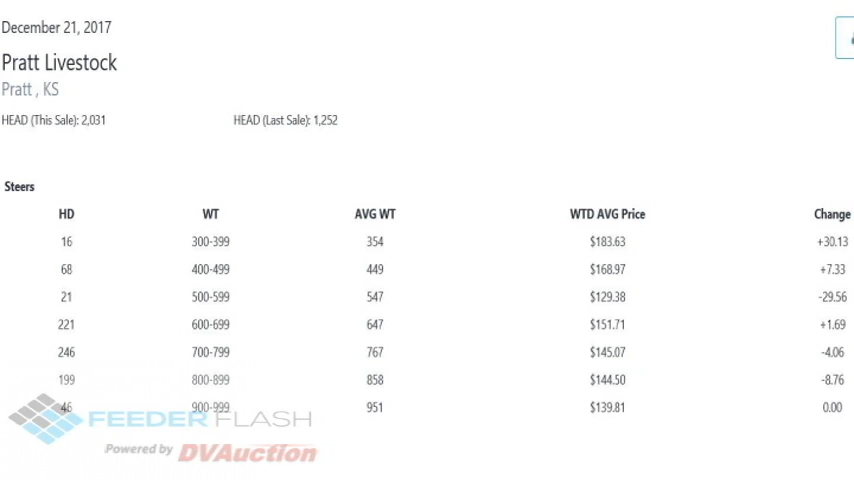 December 21, 2017
Pratt Livestock
Pratt , KS
HEAD (This Sale): 2,031 HEAD (Last Sale): 1,252
Steers
HD WT AVG WT WTD AVG Price Change
16 300-399 354 $183.63 +30.13
68 400-499 449 $168.97 +7.33
21 500-599 547 $129.38 -29.56
221 600-699 647 $151.71 +1.69
246 700-799 767 $145.07 -4.06
199 800-899 858 $144.50 -8.76
46 900-999 951 $139.81 0.00
FEEDER FLASH
Powered by DVAuction